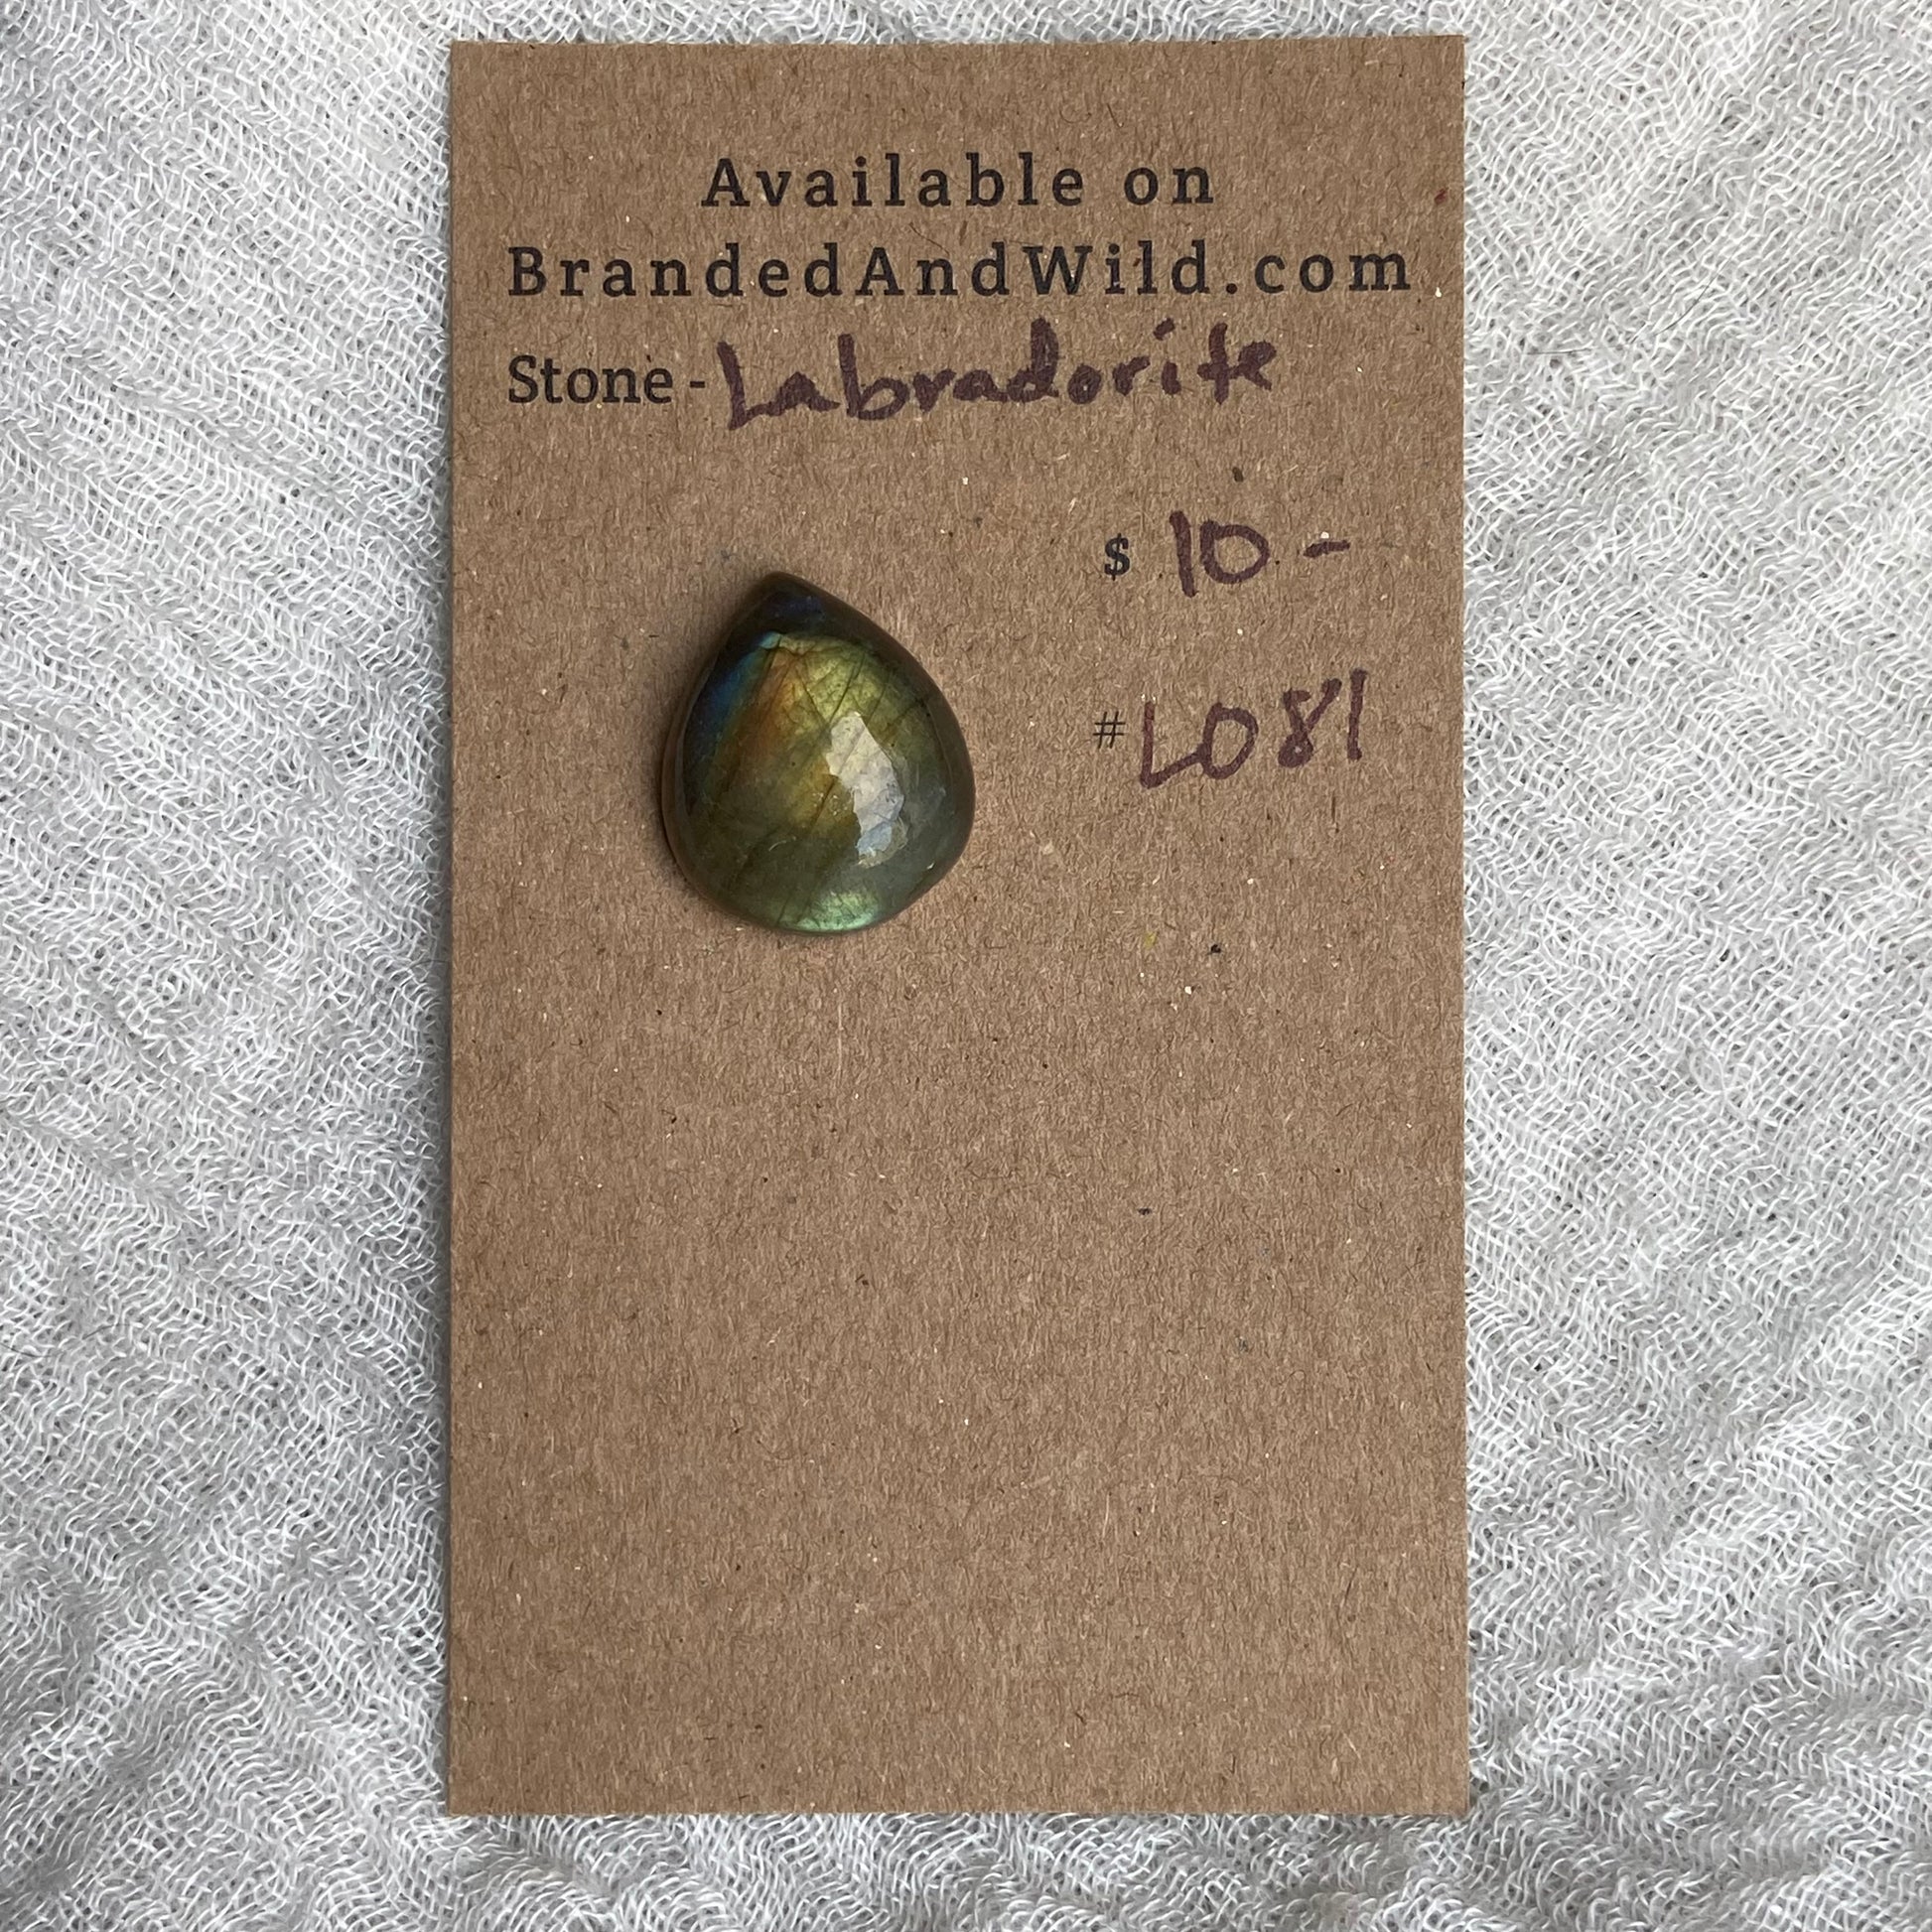 Available on
BrandedAndWild.com
Stone - Labradorite
$ 10 -
# L081